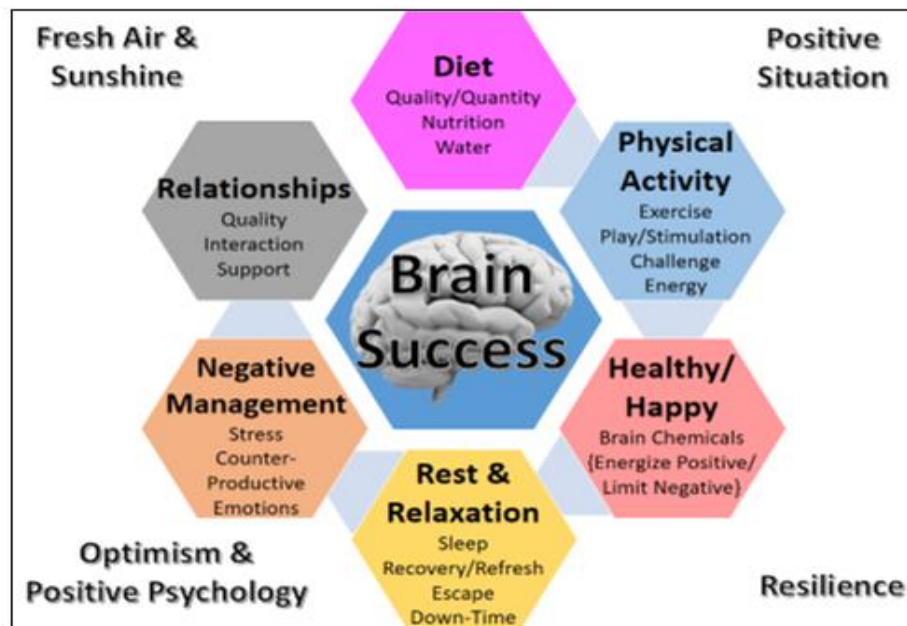 Fresh Air &
Sunshine
Positive
Situation
Diet
Quality/Quantity
Nutrition
Water
Relationships
Quality
Interaction
Support
Physical
Activity
Exercise
Play/Stimulation
Challenge
Energy
Brain
Success
Negative
Management
Stress
Counter-
Productive
Emotions
Healthy/
Happy
Brain Chemicals
{Energize Positive/
Limit Negative}
Rest &
Relaxation
Sleep
Recovery/Refresh
Escape
Down-Time
Optimism &
Positive Psychology
Resilience